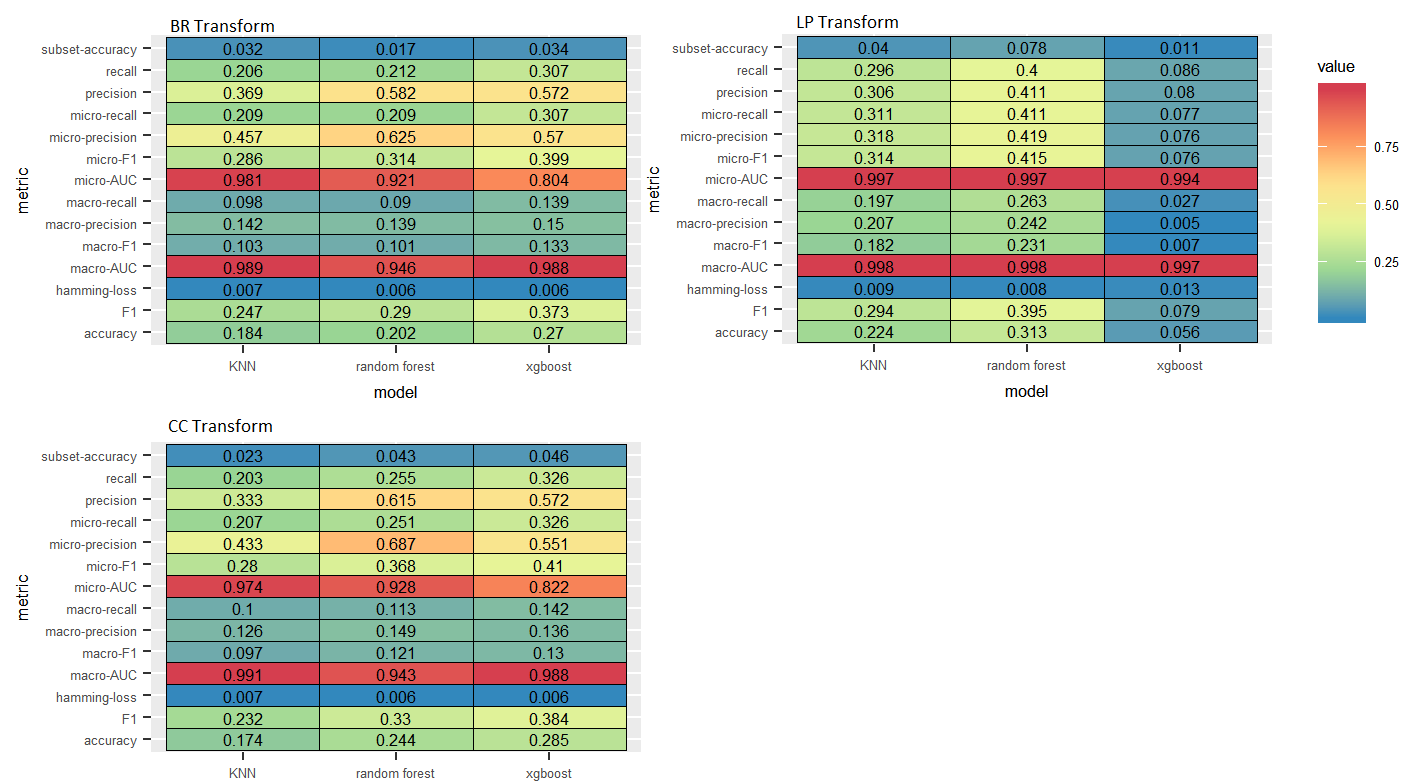 BR Transform
metric
subset-accuracy 0.032 0.017 0.034
recall 0.206 0.212 0.307
precision 0.369 0.582 0.572
micro-recall 0.209 0.209 0.307
micro-precision 0.457 0.625 0.57
micro-F1 0.286 0.314 0.399
micro-AUC 0.981 0.921 0.804
macro-recall 0.098 0.09 0.139
macro-precision 0.142 0.139 0.15
macro-F1 0.103 0.101 0.133
macro-AUC 0.989 0.946 0.988
hamming-loss 0.007 0.006 0.006
F1 0.247 0.29 0.373
accuracy 0.184 0.202 0.27
KNN random forest xgboost
model
LP Transform
metric
subset-accuracy 0.04 0.078 0.011
recall 0.296 0.4 0.086
precision 0.306 0.411 0.08
micro-recall 0.311 0.411 0.077
micro-precision 0.318 0.419 0.076
micro-F1 0.314 0.415 0.076
micro-AUC 0.997 0.997 0.994
macro-recall 0.197 0.263 0.027
macro-precision 0.207 0.242 0.005
macro-F1 0.182 0.231 0.007
macro-AUC 0.998 0.998 0.997
hamming-loss 0.009 0.008 0.013
F1 0.294 0.395 0.079
accuracy 0.224 0.313 0.056
KNN random forest xgboost
model
value
0.75
0.50
0.25
CC Transform
metric
subset-accuracy 0.023 0.043 0.046
recall 0.203 0.255 0.326
precision 0.333 0.615 0.572
micro-recall 0.207 0.251 0.326
micro-precision 0.433 0.687 0.551
micro-F1 0.28 0.368 0.41
micro-AUC 0.974 0.928 0.822
macro-recall 0.1 0.113 0.142
macro-precision 0.126 0.149 0.136
macro-F1 0.097 0.121 0.13
macro-AUC 0.991 0.943 0.988
hamming-loss 0.007 0.006 0.006
F1 0.232 0.33 0.384
accuracy 0.174 0.244 0.285
KNN random forest xgboost